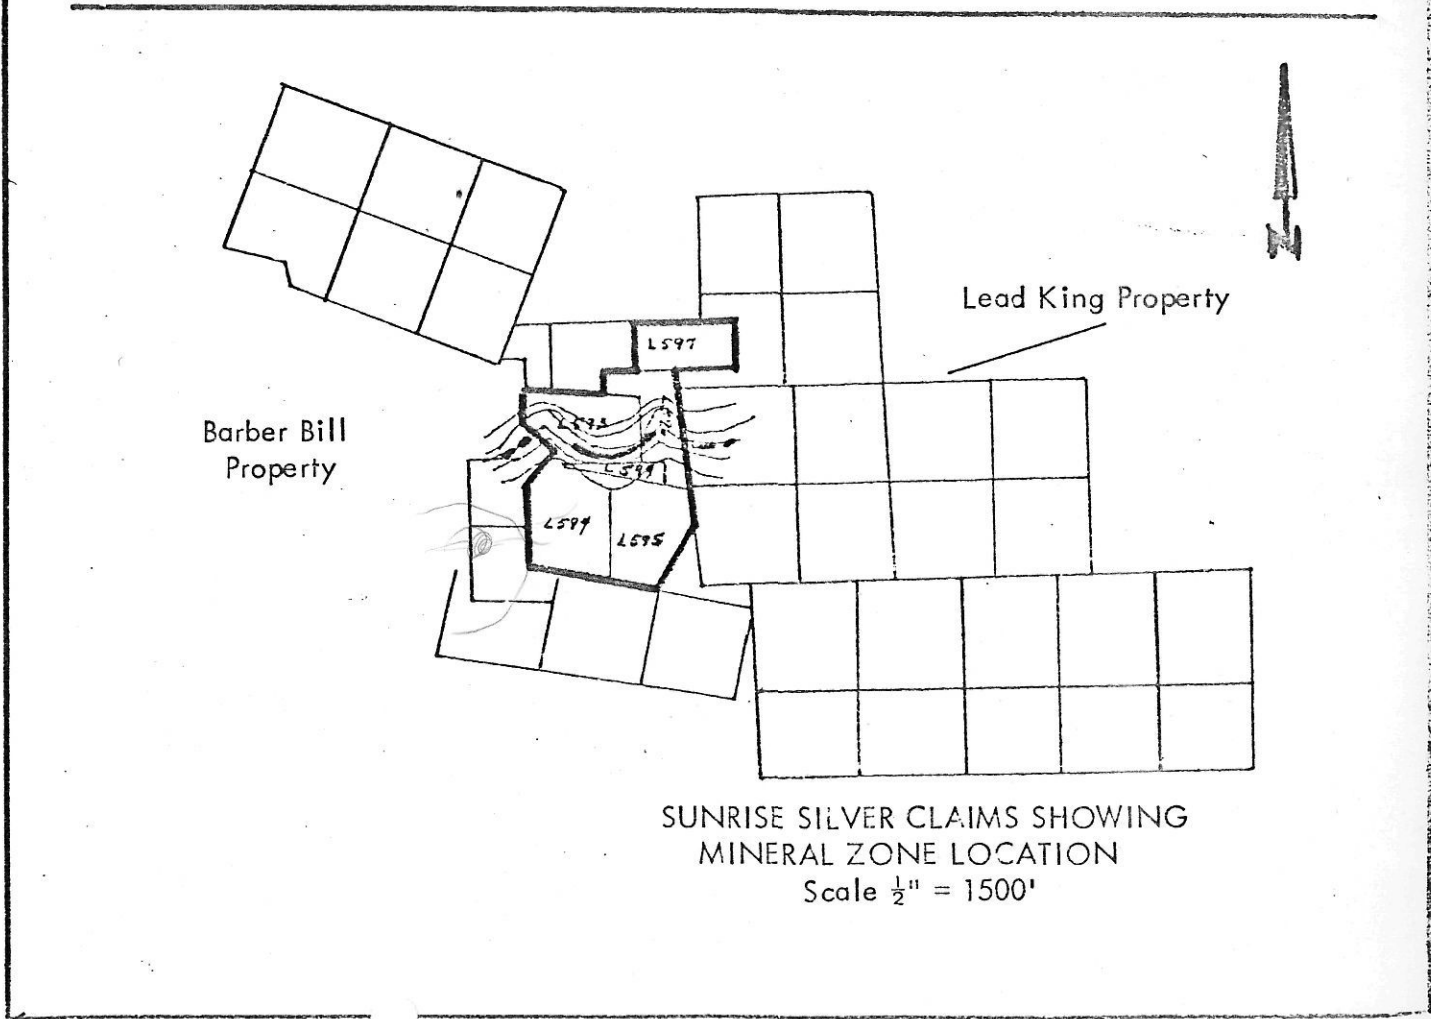 N
Lead King Property
L597
Barber Bill
Property
L599
L594
L595
SUNRISE SILVER CLAIMS SHOWING
MINERAL ZONE LOCATION
Scale ½" = 1500'